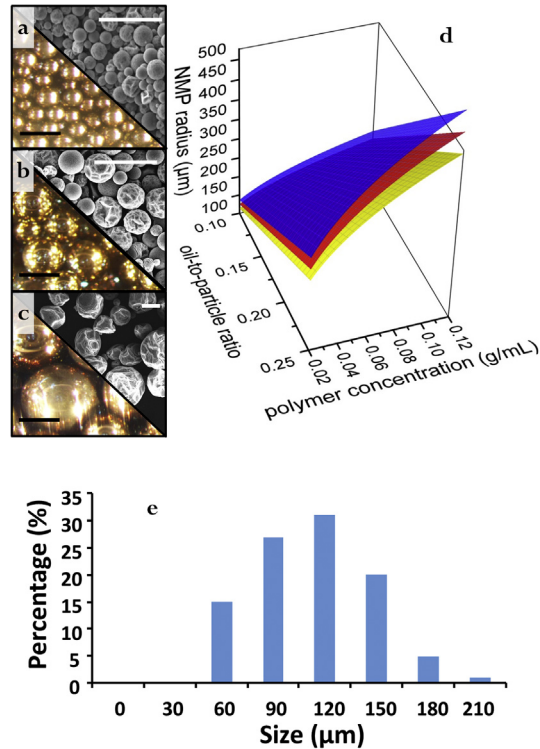 a
b
c
d
NMP radius (µm)
500
450
400
350
300
250
200
150
100
0.10
0.15
0.20
0.25
oil-to-particle ratio
0.02
0.04
0.06
0.08
0.10
0.12
polymer concentration (g/mL)
e
Percentage (%)
35
30
25
20
15
10
5
0
0 30 60 90 120 150 180 210
Size (µm)